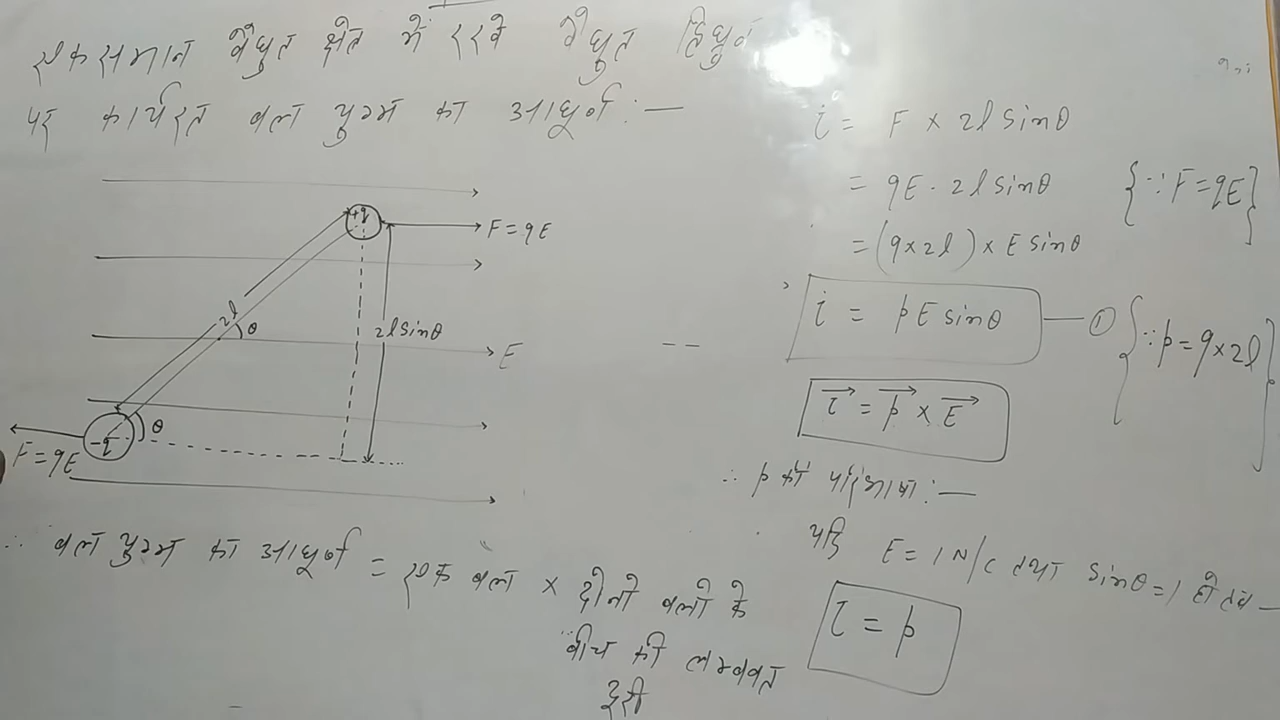 एकसमान वैद्युत क्षेत्र में रखे वैद्युत द्विध्रुव
पर कार्यरत बल युग्म का आघूर्ण :—
+q
F = qE
2l
θ
2l sinθ
E
θ
-q
F = qE
∴ बल युग्म का आघूर्ण = एक बल × दोनों बलों के
बीच की लम्बवत
दूरी
τ = F × 2l sinθ
= qE · 2l sinθ {∵ F = qE}
= (q × 2l) × E sinθ
τ = pE sinθ — ① {∵ p = q × 2l}
τ⃗ = p⃗ × E⃗
∴ p की परिभाषा :—
यदि E = 1 N/C तथा sinθ = 1 हो तब —
τ = p